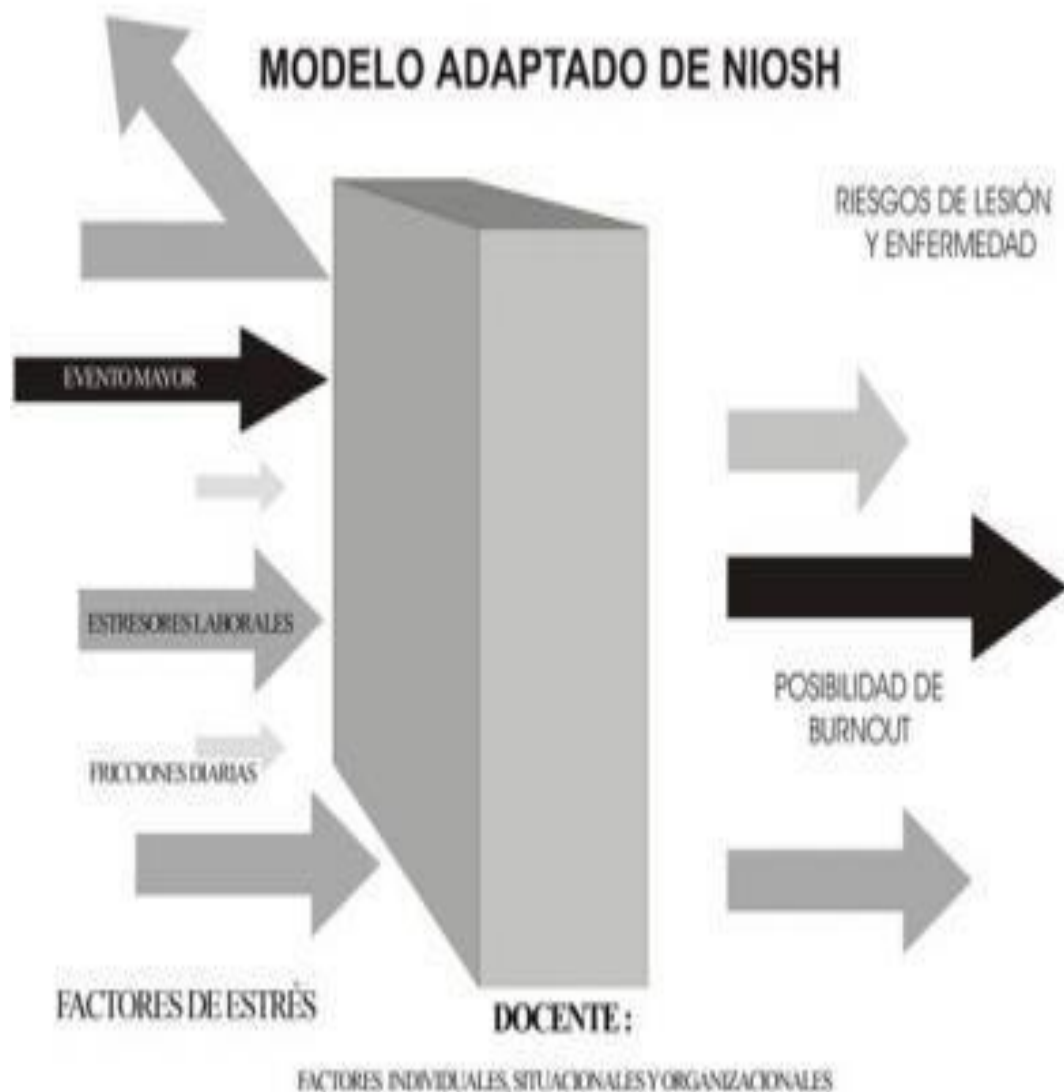 MODELO ADAPTADO DE NIOSH
RIESGOS DE LESIÓN
Y ENFERMEDAD
EVENTO MAYOR
ESTRESORES LABORALES
POSIBILIDAD DE
BURNOUT
FRICCIONES DIARIAS
FACTORES DE ESTRÈS
DOCENTE :
FACTORES INDIVIDUALES, SITUACIONALES Y ORGANIZACIONALES